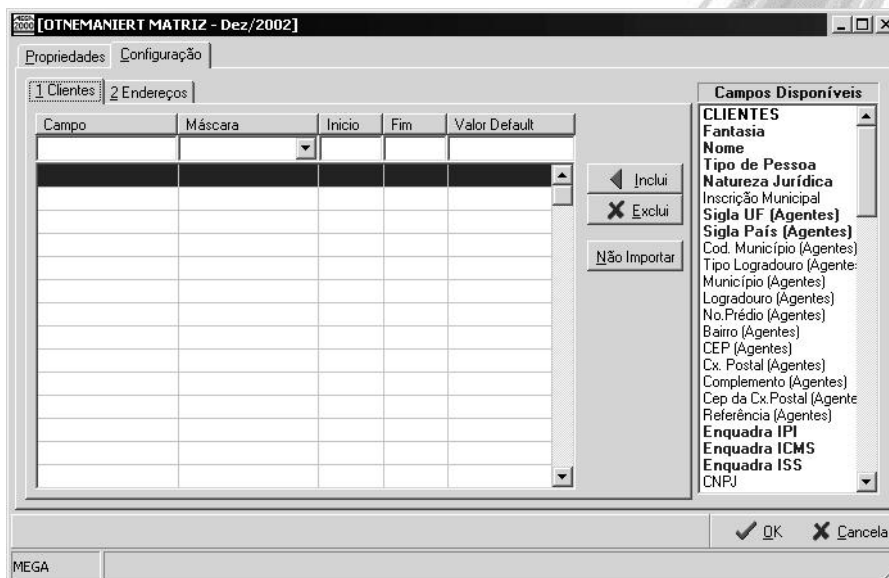 [OTNEMANIERT MATRIZ - Dez/2002]
Propriedades Configuração
1 Clientes 2 Endereços
Campo Máscara Inicio Fim Valor Default
Inclui
Exclui
Não Importar
Campos Disponíveis
CLIENTES
Fantasia
Nome
Tipo de Pessoa
Natureza Jurídica
Inscrição Municipal
Sigla UF (Agentes)
Sigla País (Agentes)
Cod. Município (Agentes)
Tipo Logradouro (Agente
Município (Agentes)
Logradouro (Agentes)
No.Prédio (Agentes)
Bairro (Agentes)
CEP (Agentes)
Cx. Postal (Agentes)
Complemento (Agentes)
Cep da Cx.Postal (Agente
Referência (Agentes)
Enquadra IPI
Enquadra ICMS
Enquadra ISS
CNPJ
OK Cancela
MEGA